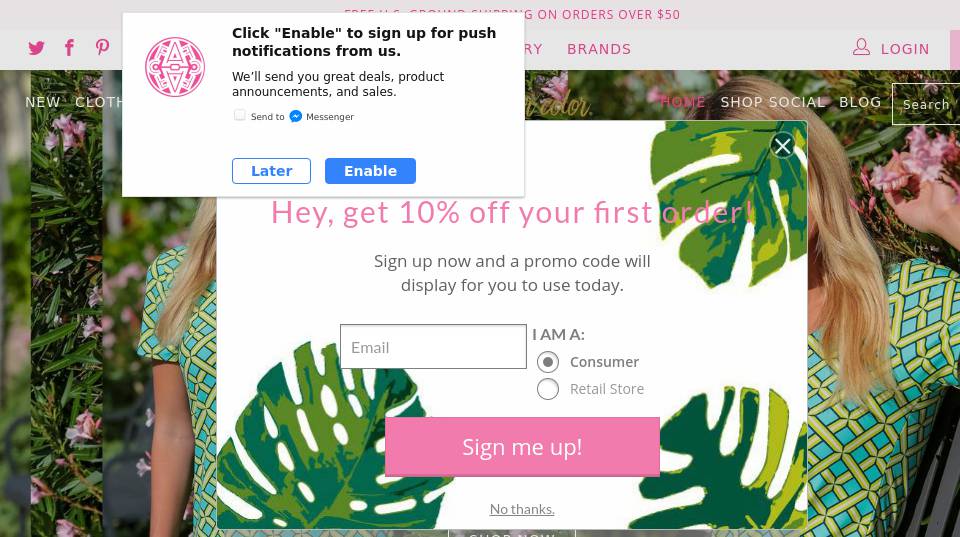 FREE U.S. GROUND SHIPPING ON ORDERS OVER $50
Click "Enable" to sign up for push
notifications from us.
We'll send you great deals, product
announcements, and sales.
Send to Messenger
Later
Enable
BRANDS
LOGIN
NEW
HOME
SHOP SOCIAL
BLOG
Search
Hey, get 10% off your first order!
Sign up now and a promo code will
display for you to use today.
Email
I AM A:
Consumer
Retail Store
Sign me up!
No thanks.
SHOP NOW